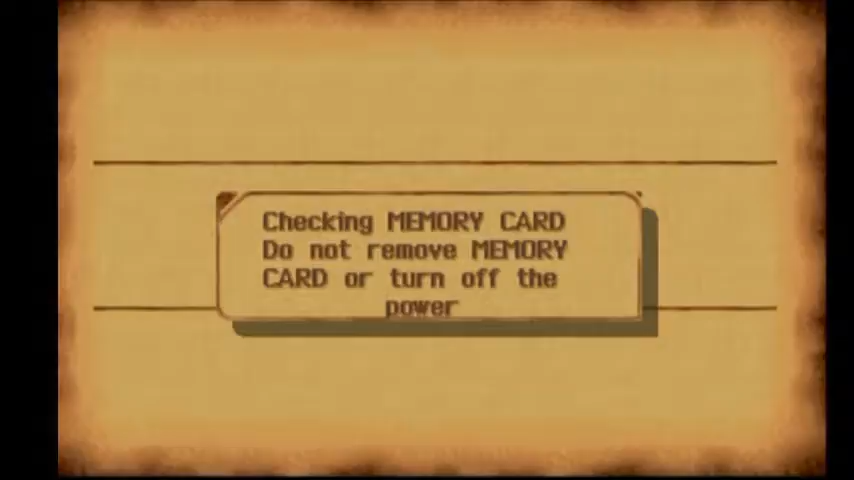 Checking MEMORY CARD
Do not remove MEMORY
CARD or turn off the
power